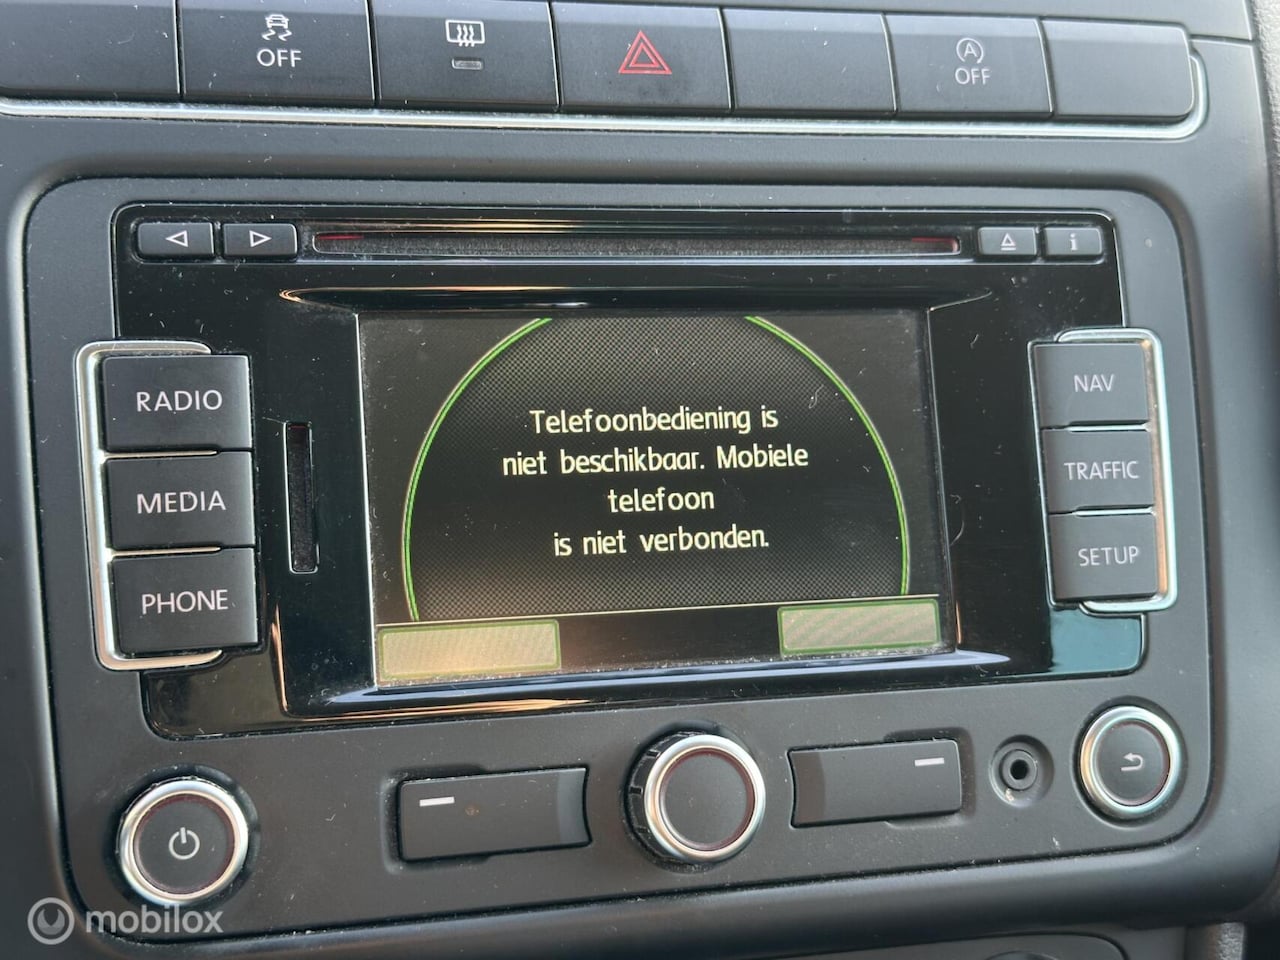 OFF
OFF
i
RADIO
MEDIA
PHONE
Telefoonbediening is
niet beschikbaar. Mobiele
telefoon
is niet verbonden.
NAV
TRAFFIC
SETUP
mobilox